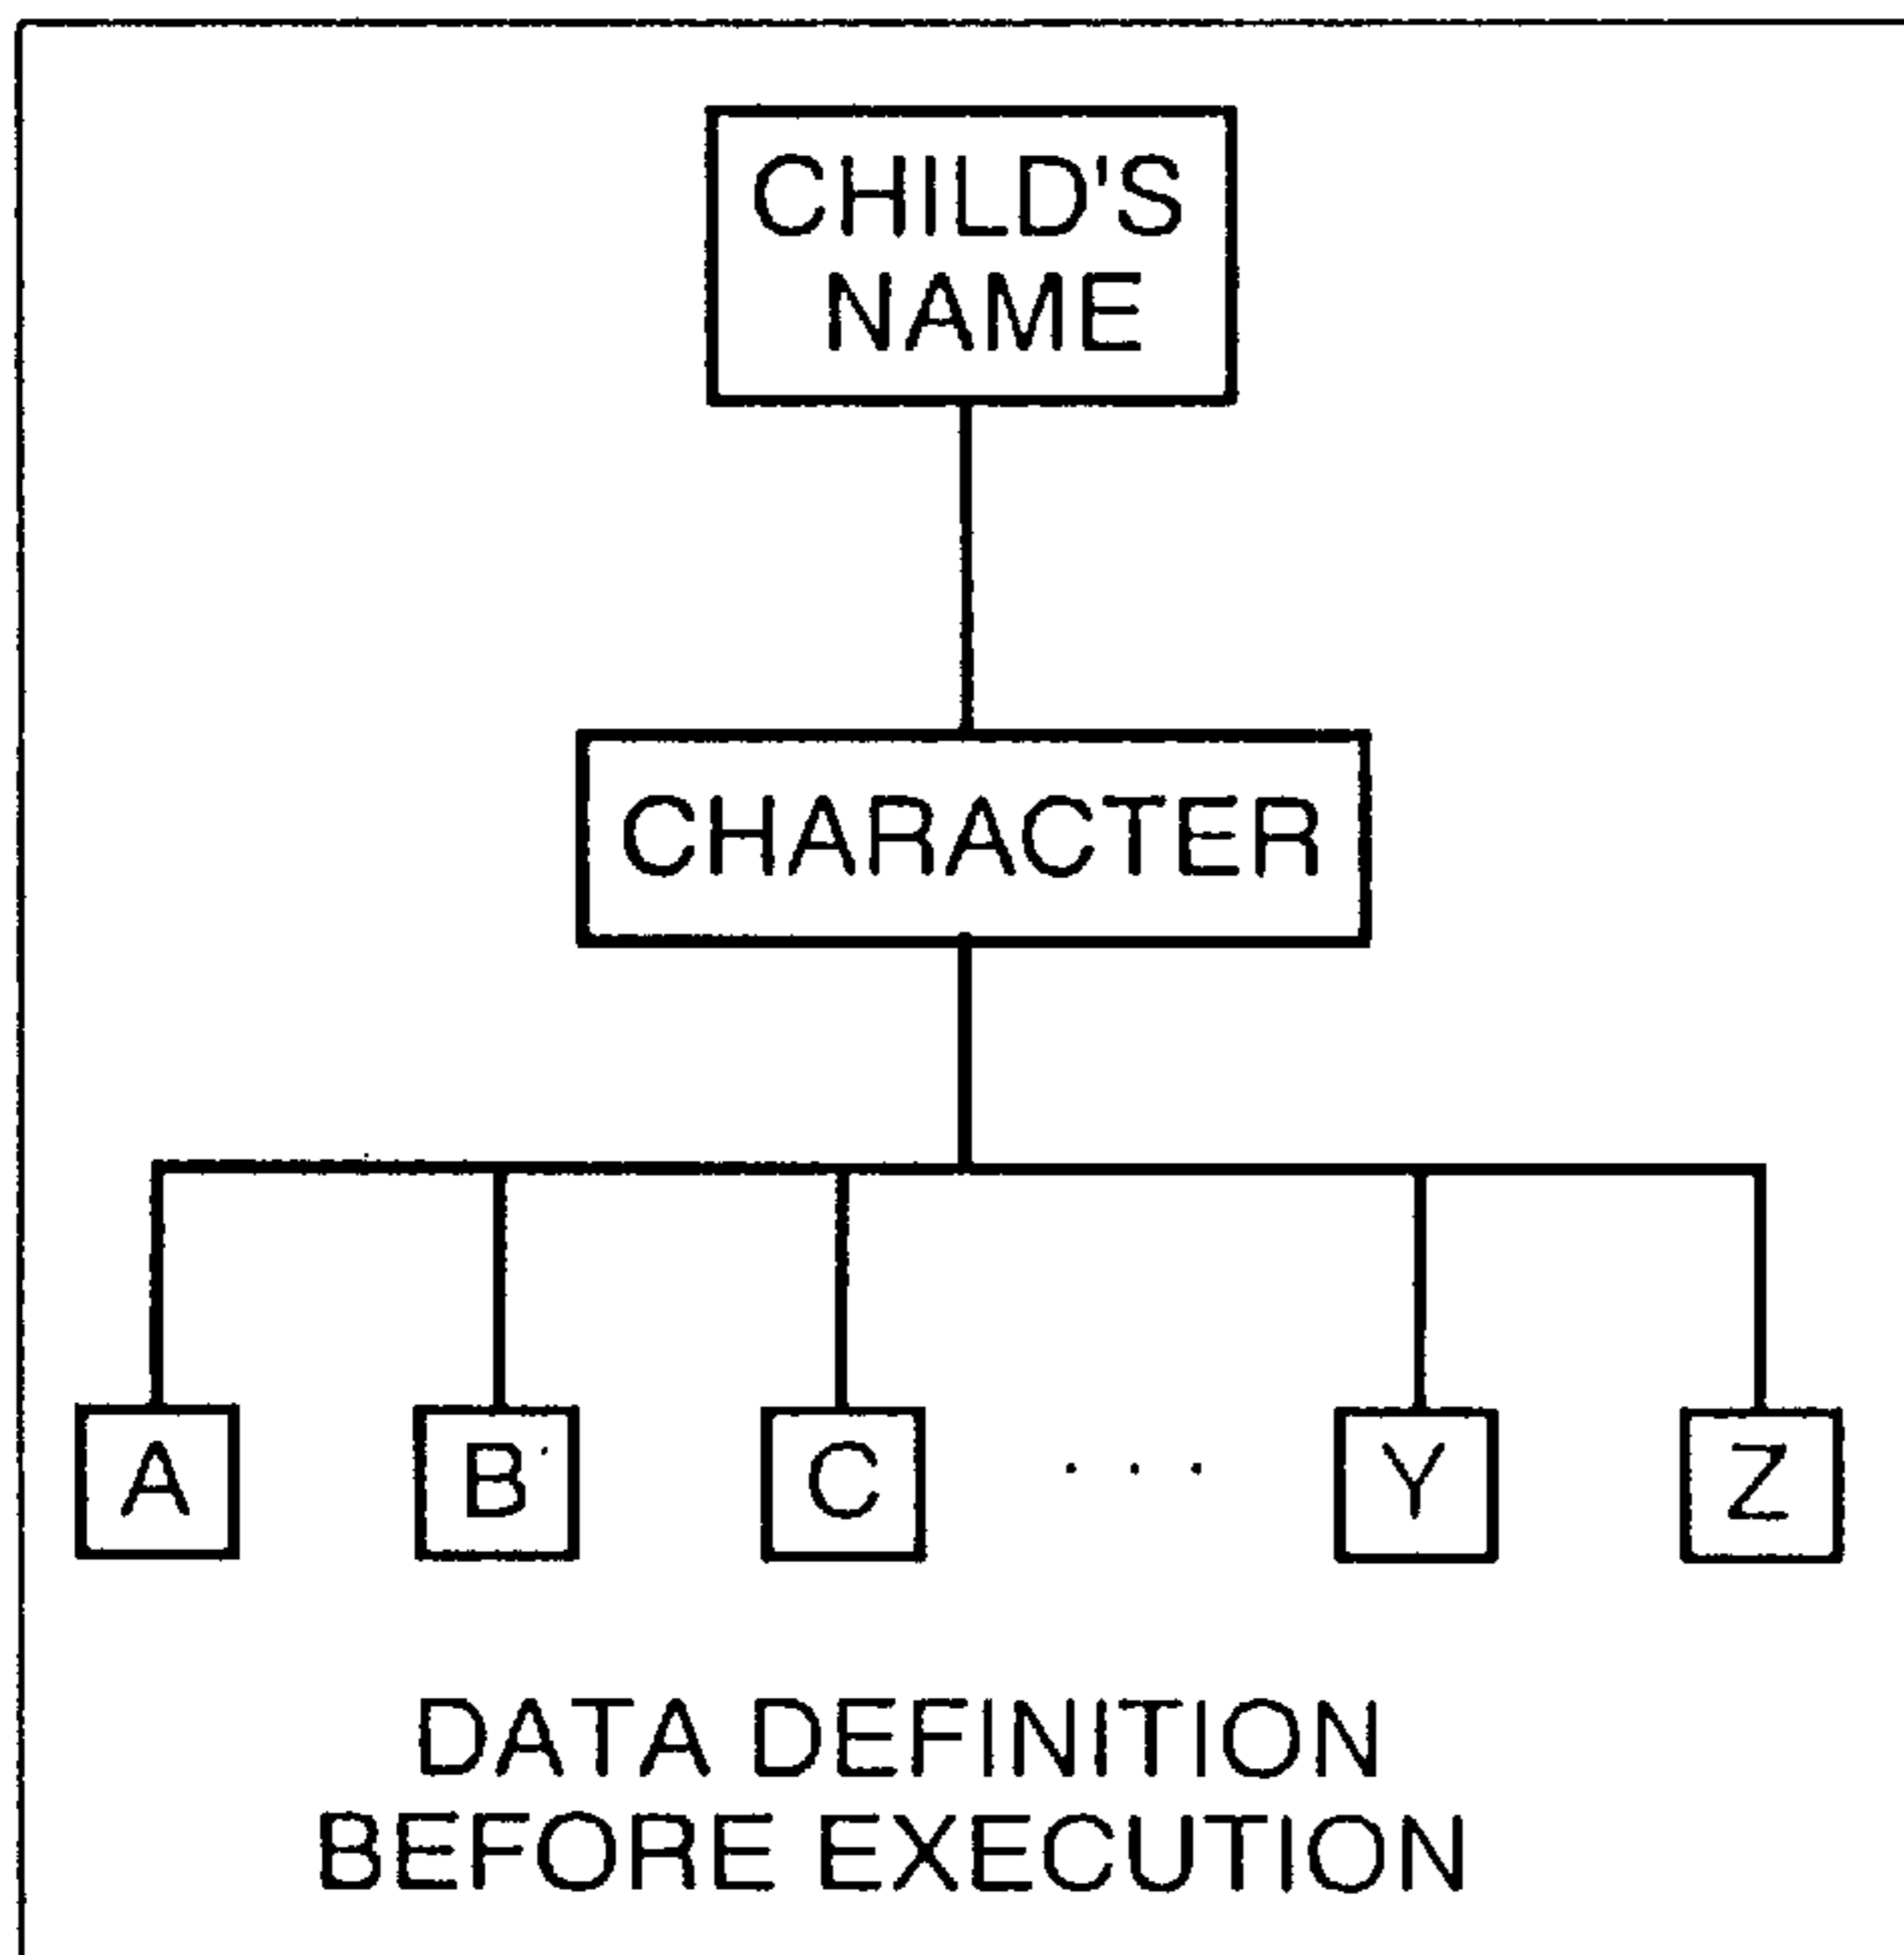 CHILD'S
NAME
CHARACTER
A B C . . . Y Z
DATA DEFINITION
BEFORE EXECUTION